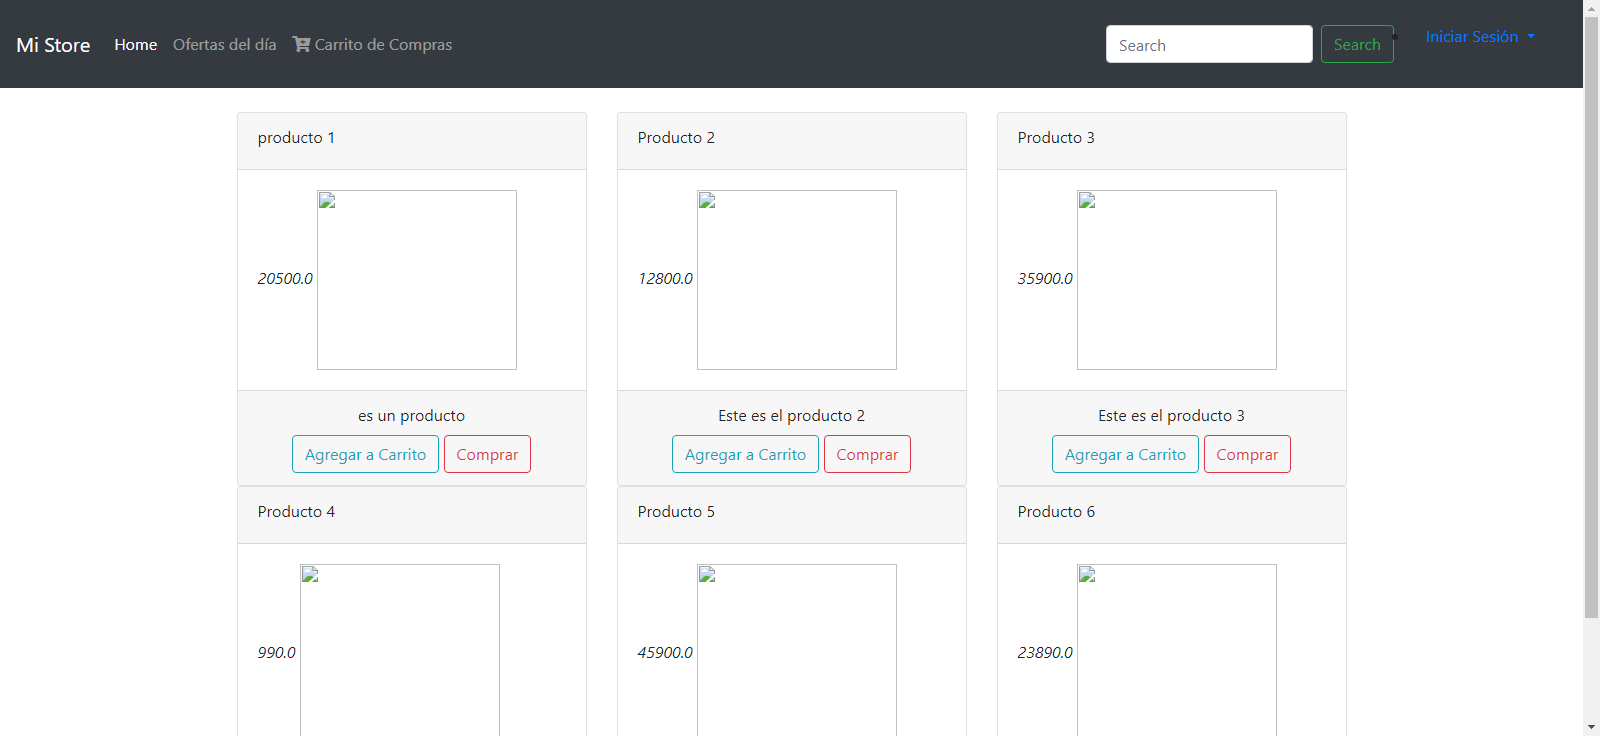 Mi Store Home Ofertas del día Carrito de Compras Search Search Iniciar Sesión
producto 1 Producto 2 Producto 3
20500.0 12800.0 35900.0
es un producto Este es el producto 2 Este es el producto 3
Agregar a Carrito Comprar Agregar a Carrito Comprar Agregar a Carrito Comprar
Producto 4 Producto 5 Producto 6
990.0 45900.0 23890.0